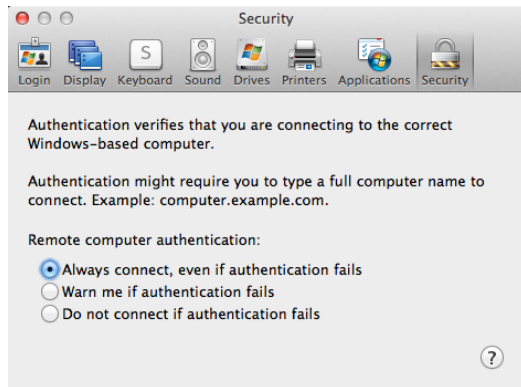 Security
S
Login Display Keyboard Sound Drives Printers Applications Security
Authentication verifies that you are connecting to the correct
Windows-based computer.
Authentication might require you to type a full computer name to
connect. Example: computer.example.com.
Remote computer authentication:
Always connect, even if authentication fails
Warn me if authentication fails
Do not connect if authentication fails
?